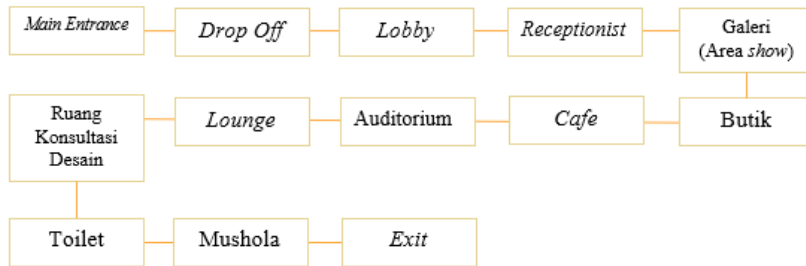 Main Entrance
Drop Off
Lobby
Receptionist
Galeri
(Area show)
Ruang
Konsultasi
Desain
Lounge
Auditorium
Cafe
Butik
Toilet
Mushola
Exit